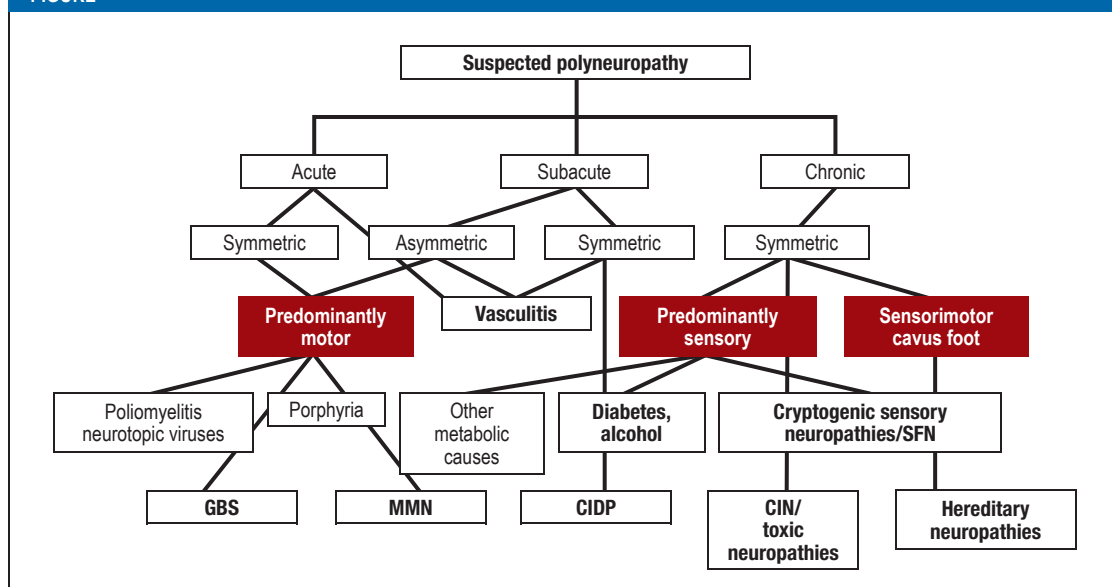 FIGURE
Suspected polyneuropathy
Acute
Subacute
Chronic
Symmetric
Asymmetric
Symmetric
Symmetric
Predominantly
motor
Vasculitis
Predominantly
sensory
Sensorimotor
cavus foot
Poliomyelitis
neurotopic viruses
Porphyria
Other
metabolic
causes
Diabetes,
alcohol
Cryptogenic sensory
neuropathies/SFN
GBS
MMN
CIDP
CIN/
toxic
neuropathies
Hereditary
neuropathies